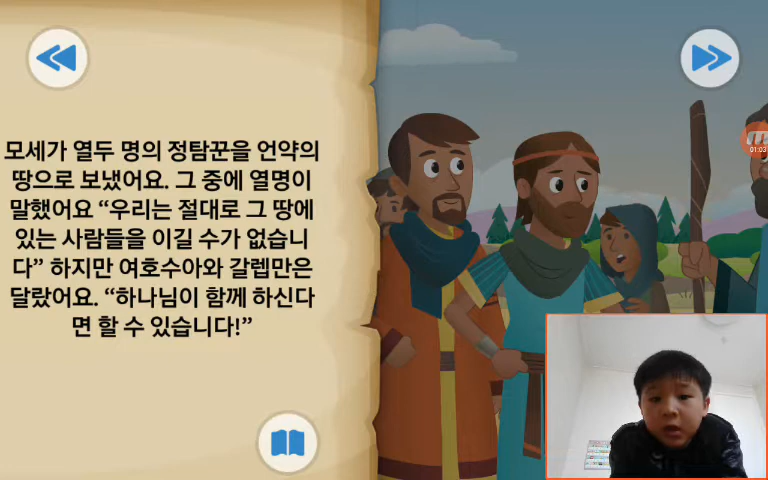 모세가 열두 명의 정탐꾼을 언약의
땅으로 보냈어요. 그 중에 열명이
말했어요 “우리는 절대로 그 땅에
있는 사람들을 이길 수가 없습니
다” 하지만 여호수아와 갈렙만은
달랐어요. “하나님이 함께 하신다
면 할 수 있습니다!”
01:03